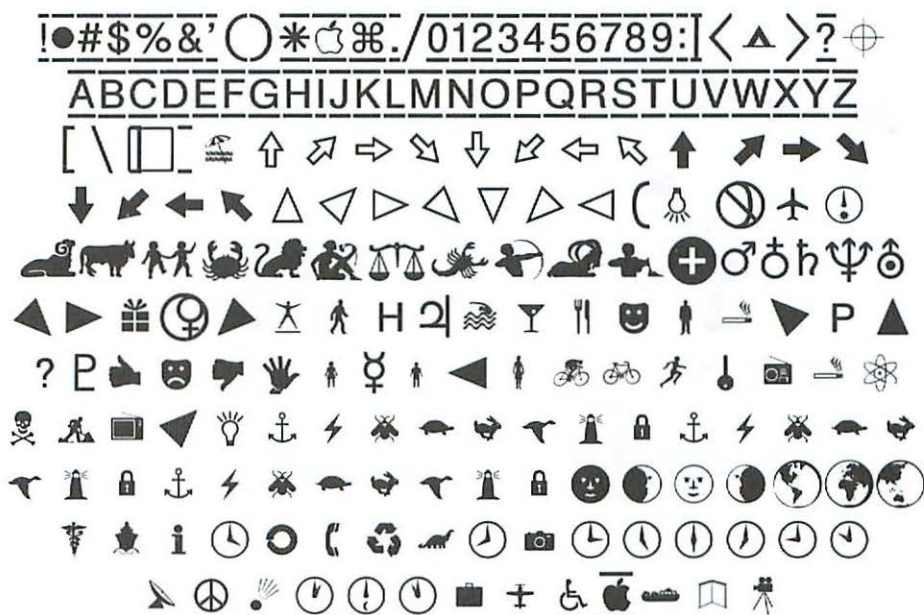 !●#$%&'()*⌘./0123456789:[<>?
ABCDEFGHIJKLMNOPQRSTUVWXYZ
[\
(
H P
? P
i